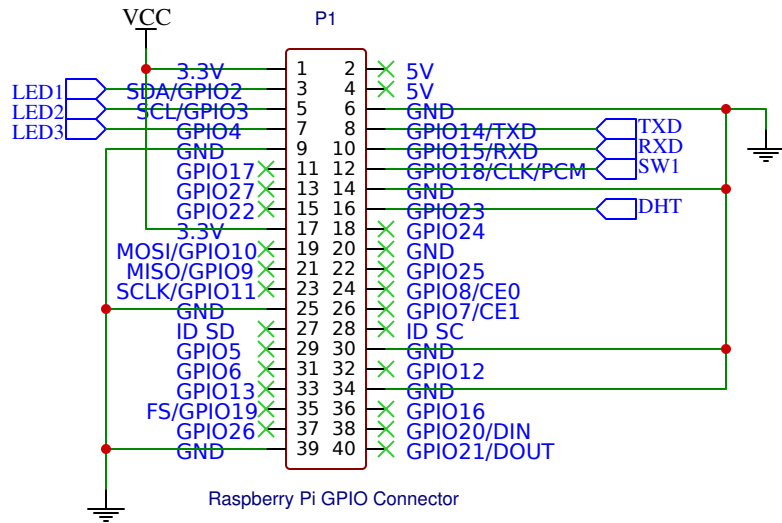 VCC
P1
3.3V 1 2 5V
LED1 SDA/GPIO2 3 4 5V
LED2 SCL/GPIO3 5 6 GND
LED3 GPIO4 7 8 GPIO14/TXD TXD
GND 9 10 GPIO15/RXD RXD
GPIO17 11 12 GPIO18/CLK/PCM SW1
GPIO27 13 14 GND
GPIO22 15 16 GPIO23 DHT
3.3V 17 18 GPIO24
MOSI/GPIO10 19 20 GND
MISO/GPIO9 21 22 GPIO25
SCLK/GPIO11 23 24 GPIO8/CE0
GND 25 26 GPIO7/CE1
ID SD 27 28 ID SC
GPIO5 29 30 GND
GPIO6 31 32 GPIO12
GPIO13 33 34 GND
FS/GPIO19 35 36 GPIO16
GPIO26 37 38 GPIO20/DIN
GND 39 40 GPIO21/DOUT
Raspberry Pi GPIO Connector